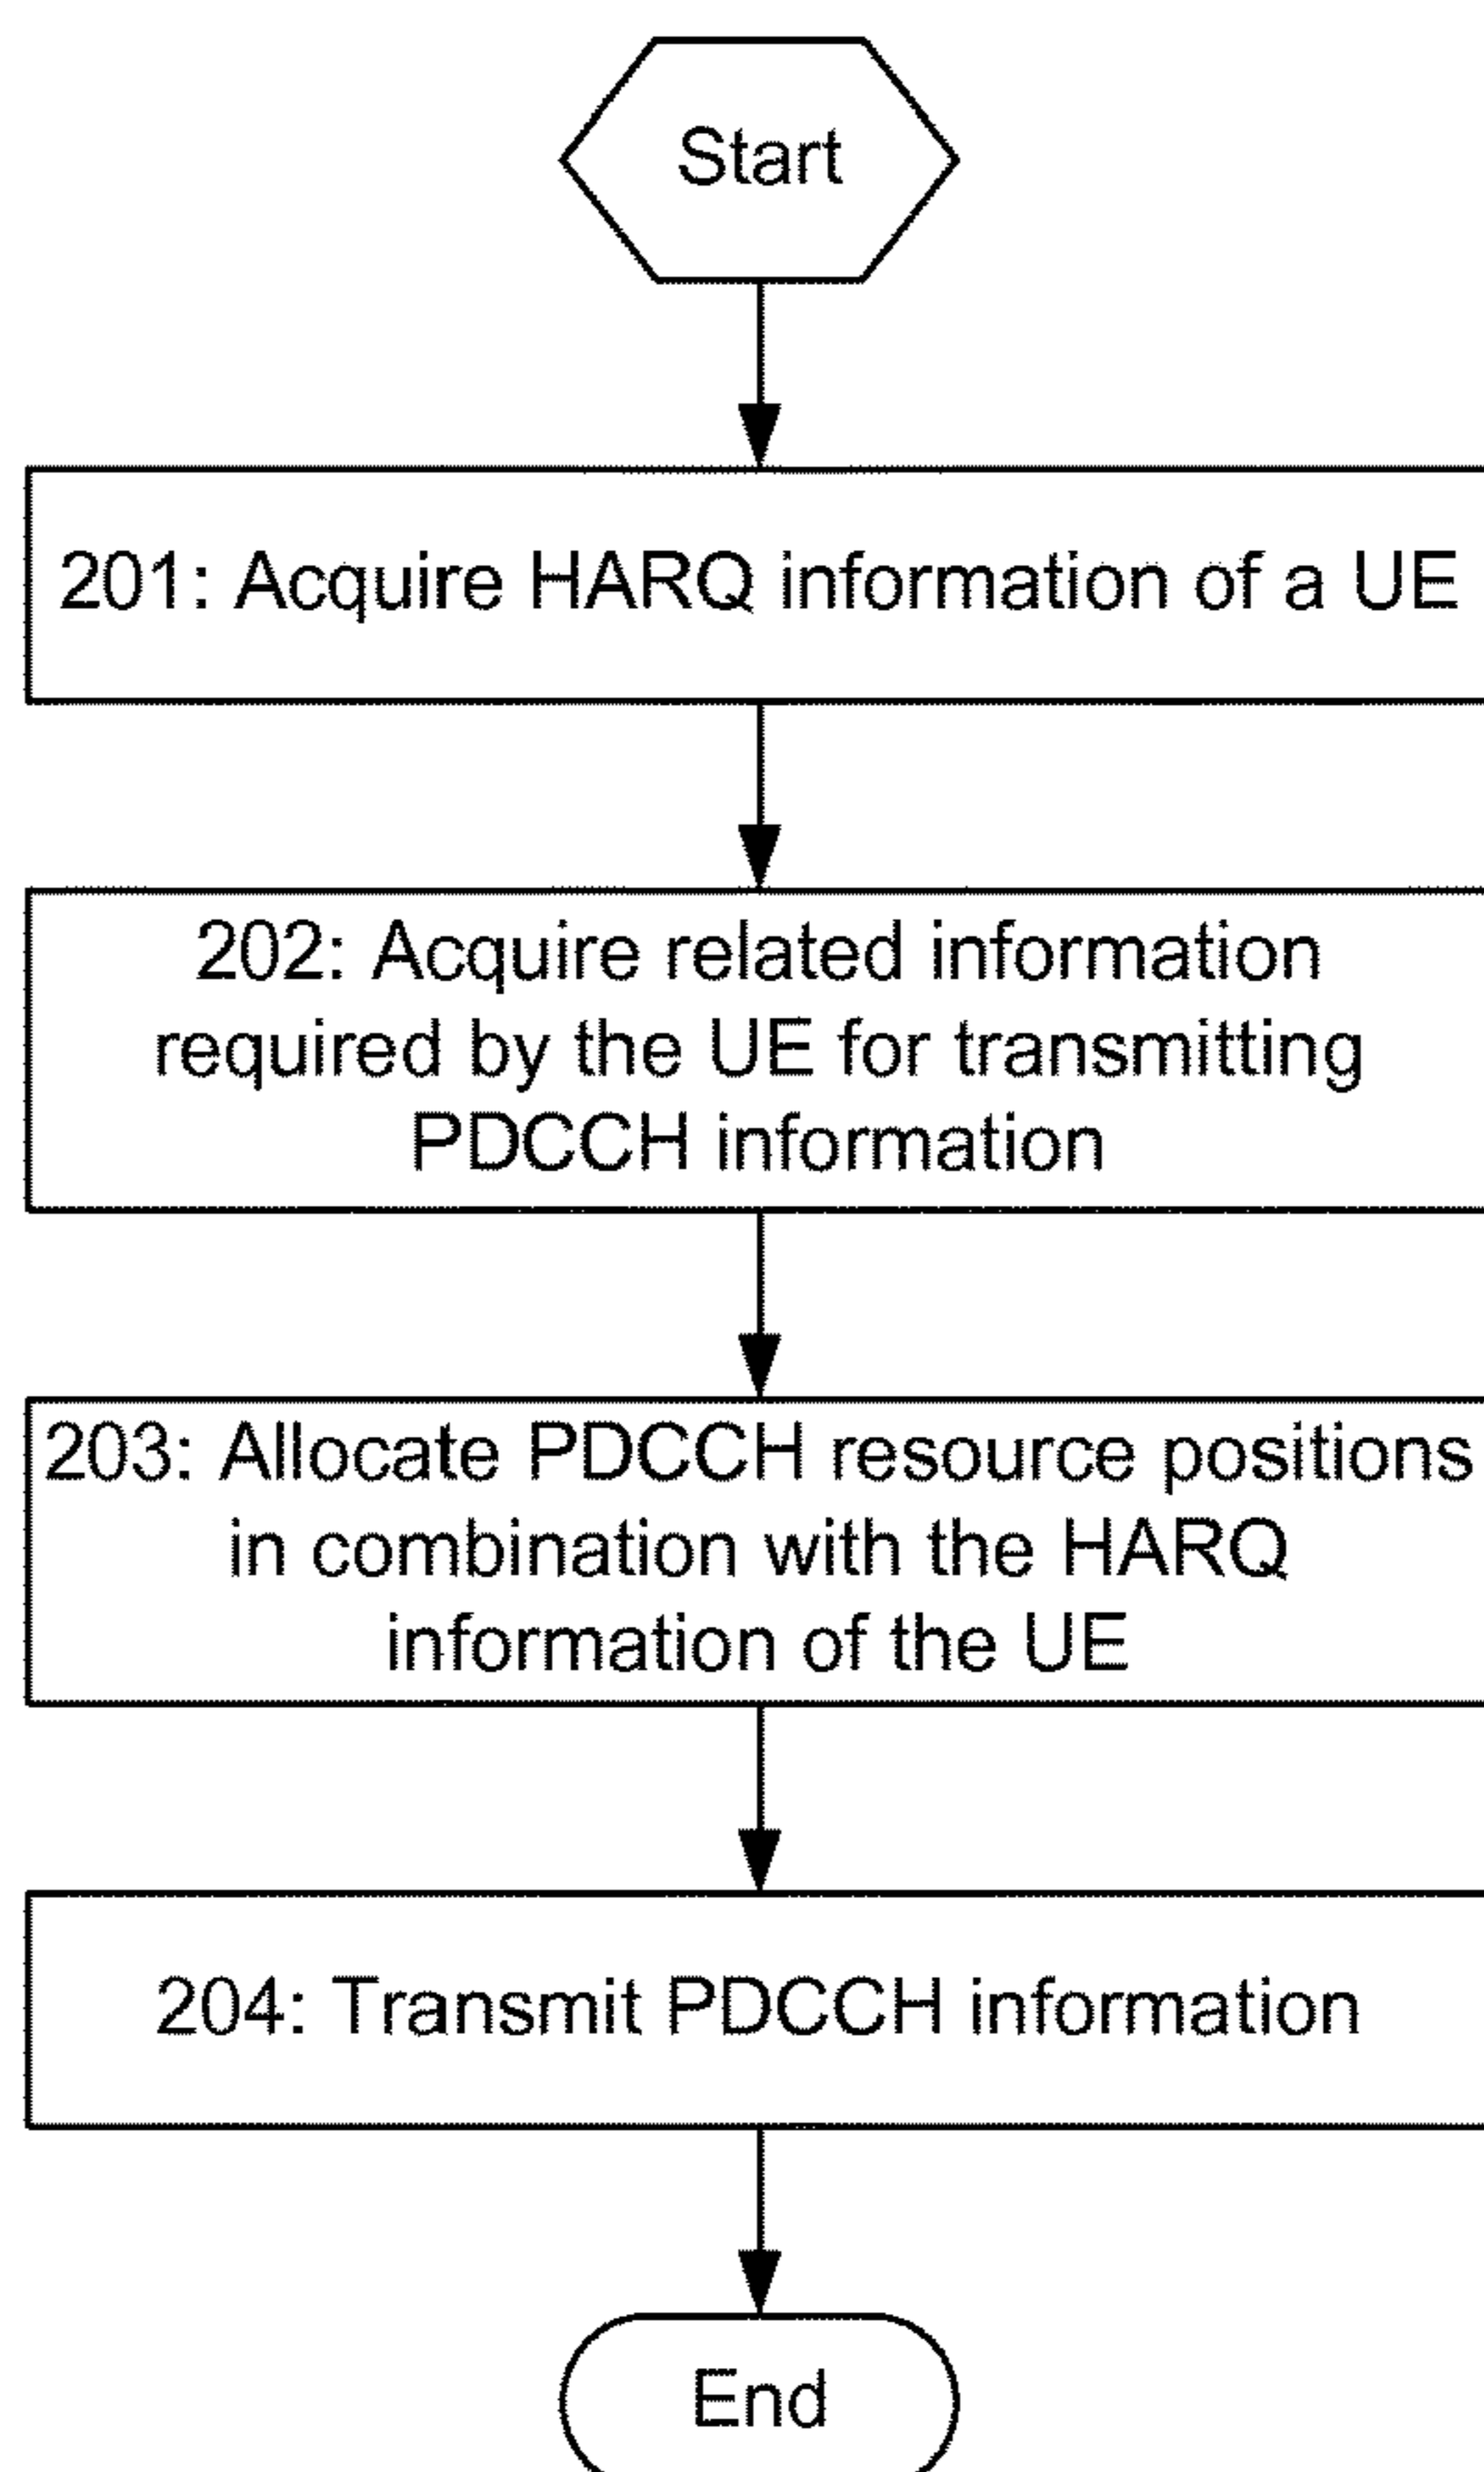 Start
201: Acquire HARQ information of a UE
202: Acquire related information
required by the UE for transmitting
PDCCH information
203: Allocate PDCCH resource positions
in combination with the HARQ
information of the UE
204: Transmit PDCCH information
End